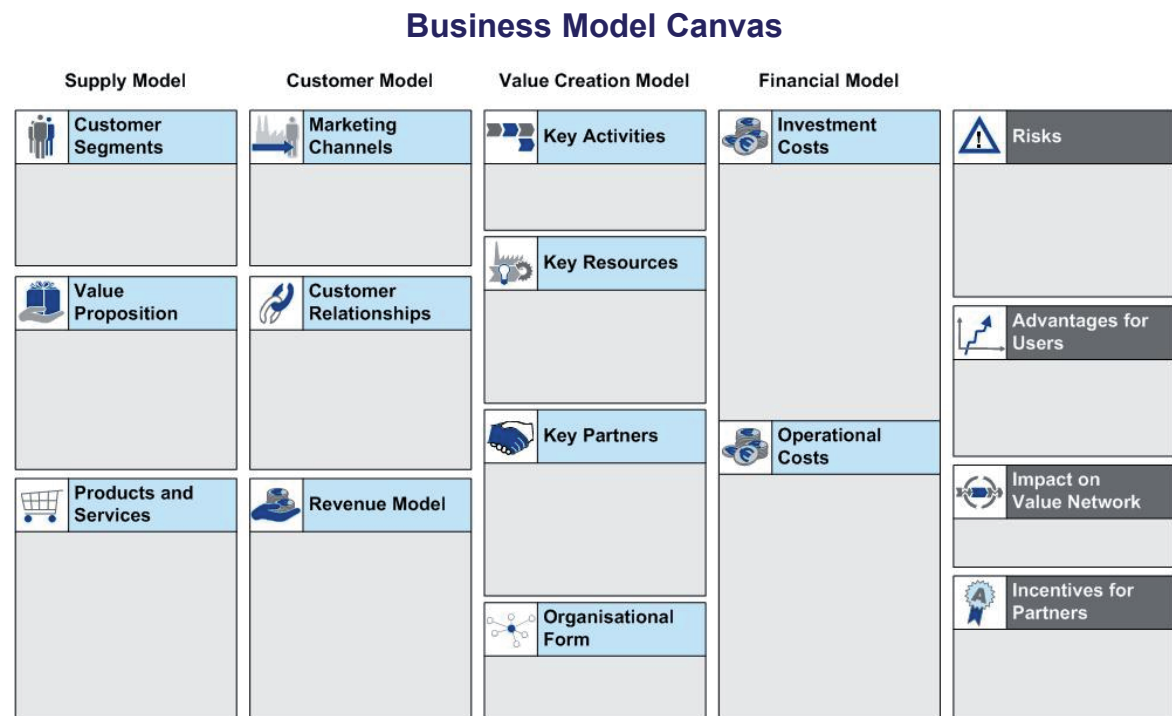 Business Model Canvas
Supply Model
Customer Model
Value Creation Model
Financial Model
Customer
Segments
Value
Proposition
Products and
Services
Marketing
Channels
Customer
Relationships
Revenue Model
Key Activities
Key Resources
Key Partners
Organisational
Form
Investment
Costs
Operational
Costs
Risks
Advantages for
Users
Impact on
Value Network
Incentives for
Partners